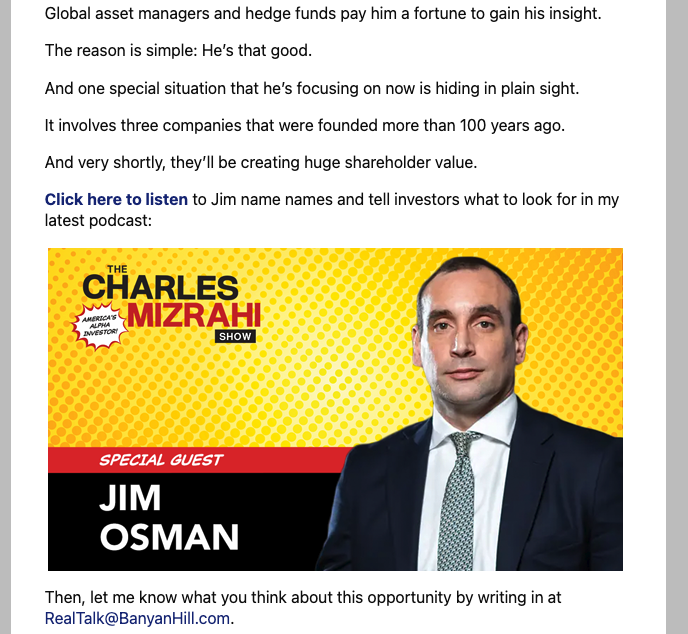 Global asset managers and hedge funds pay him a fortune to gain his insight.
The reason is simple: He’s that good.
And one special situation that he’s focusing on now is hiding in plain sight.
It involves three companies that were founded more than 100 years ago.
And very shortly, they’ll be creating huge shareholder value.
Click here to listen to Jim name names and tell investors what to look for in my
latest podcast:
THE
CHARLES
MIZRAHI
SHOW
AMERICA'S
ALPHA
INVESTOR!
SPECIAL GUEST
JIM
OSMAN
Then, let me know what you think about this opportunity by writing in at
RealTalk@BanyanHill.com.